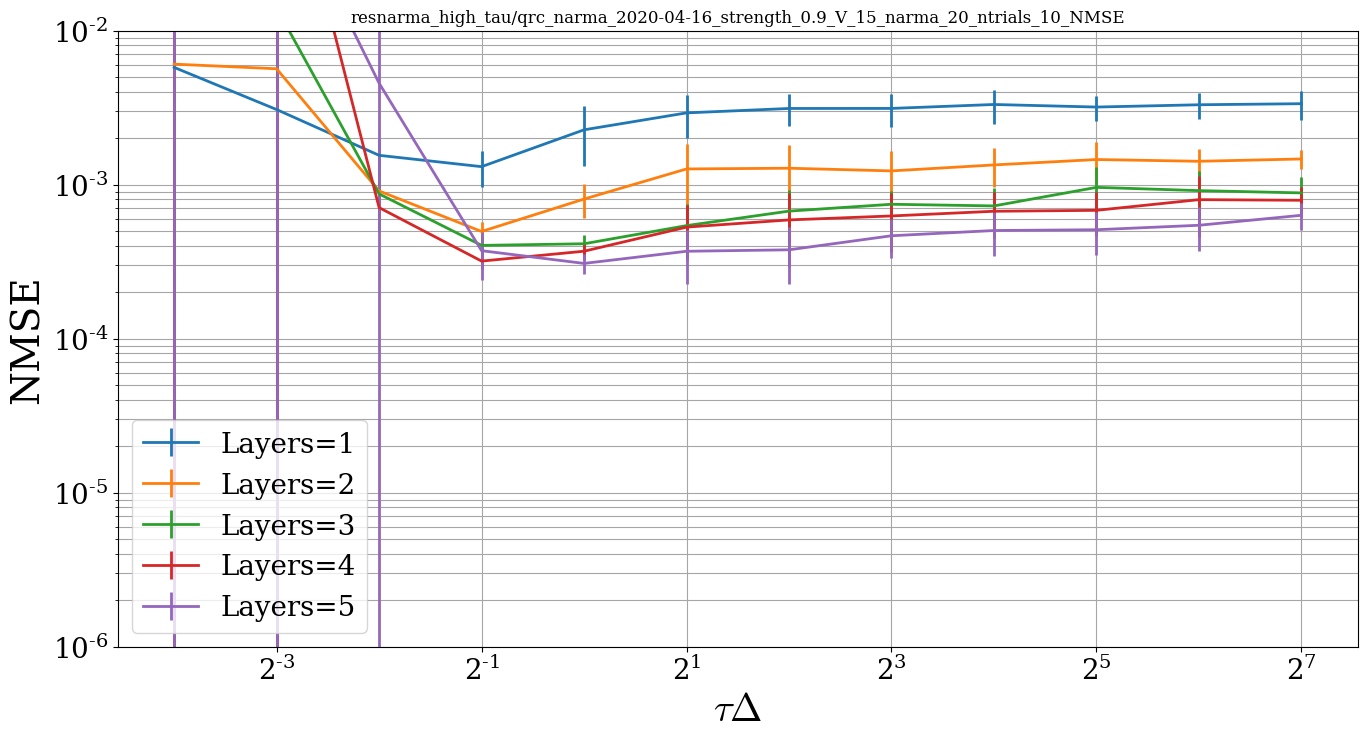 resnarma_high_tau/qrc_narma_2020-04-16_strength_0.9_V_15_narma_20_ntrials_10_NMSE
10^-2
10^-3
10^-4
10^-5
10^-6
NMSE
Layers=1
Layers=2
Layers=3
Layers=4
Layers=5
2^-3 2^-1 2^1 2^3 2^5 2^7
τΔ